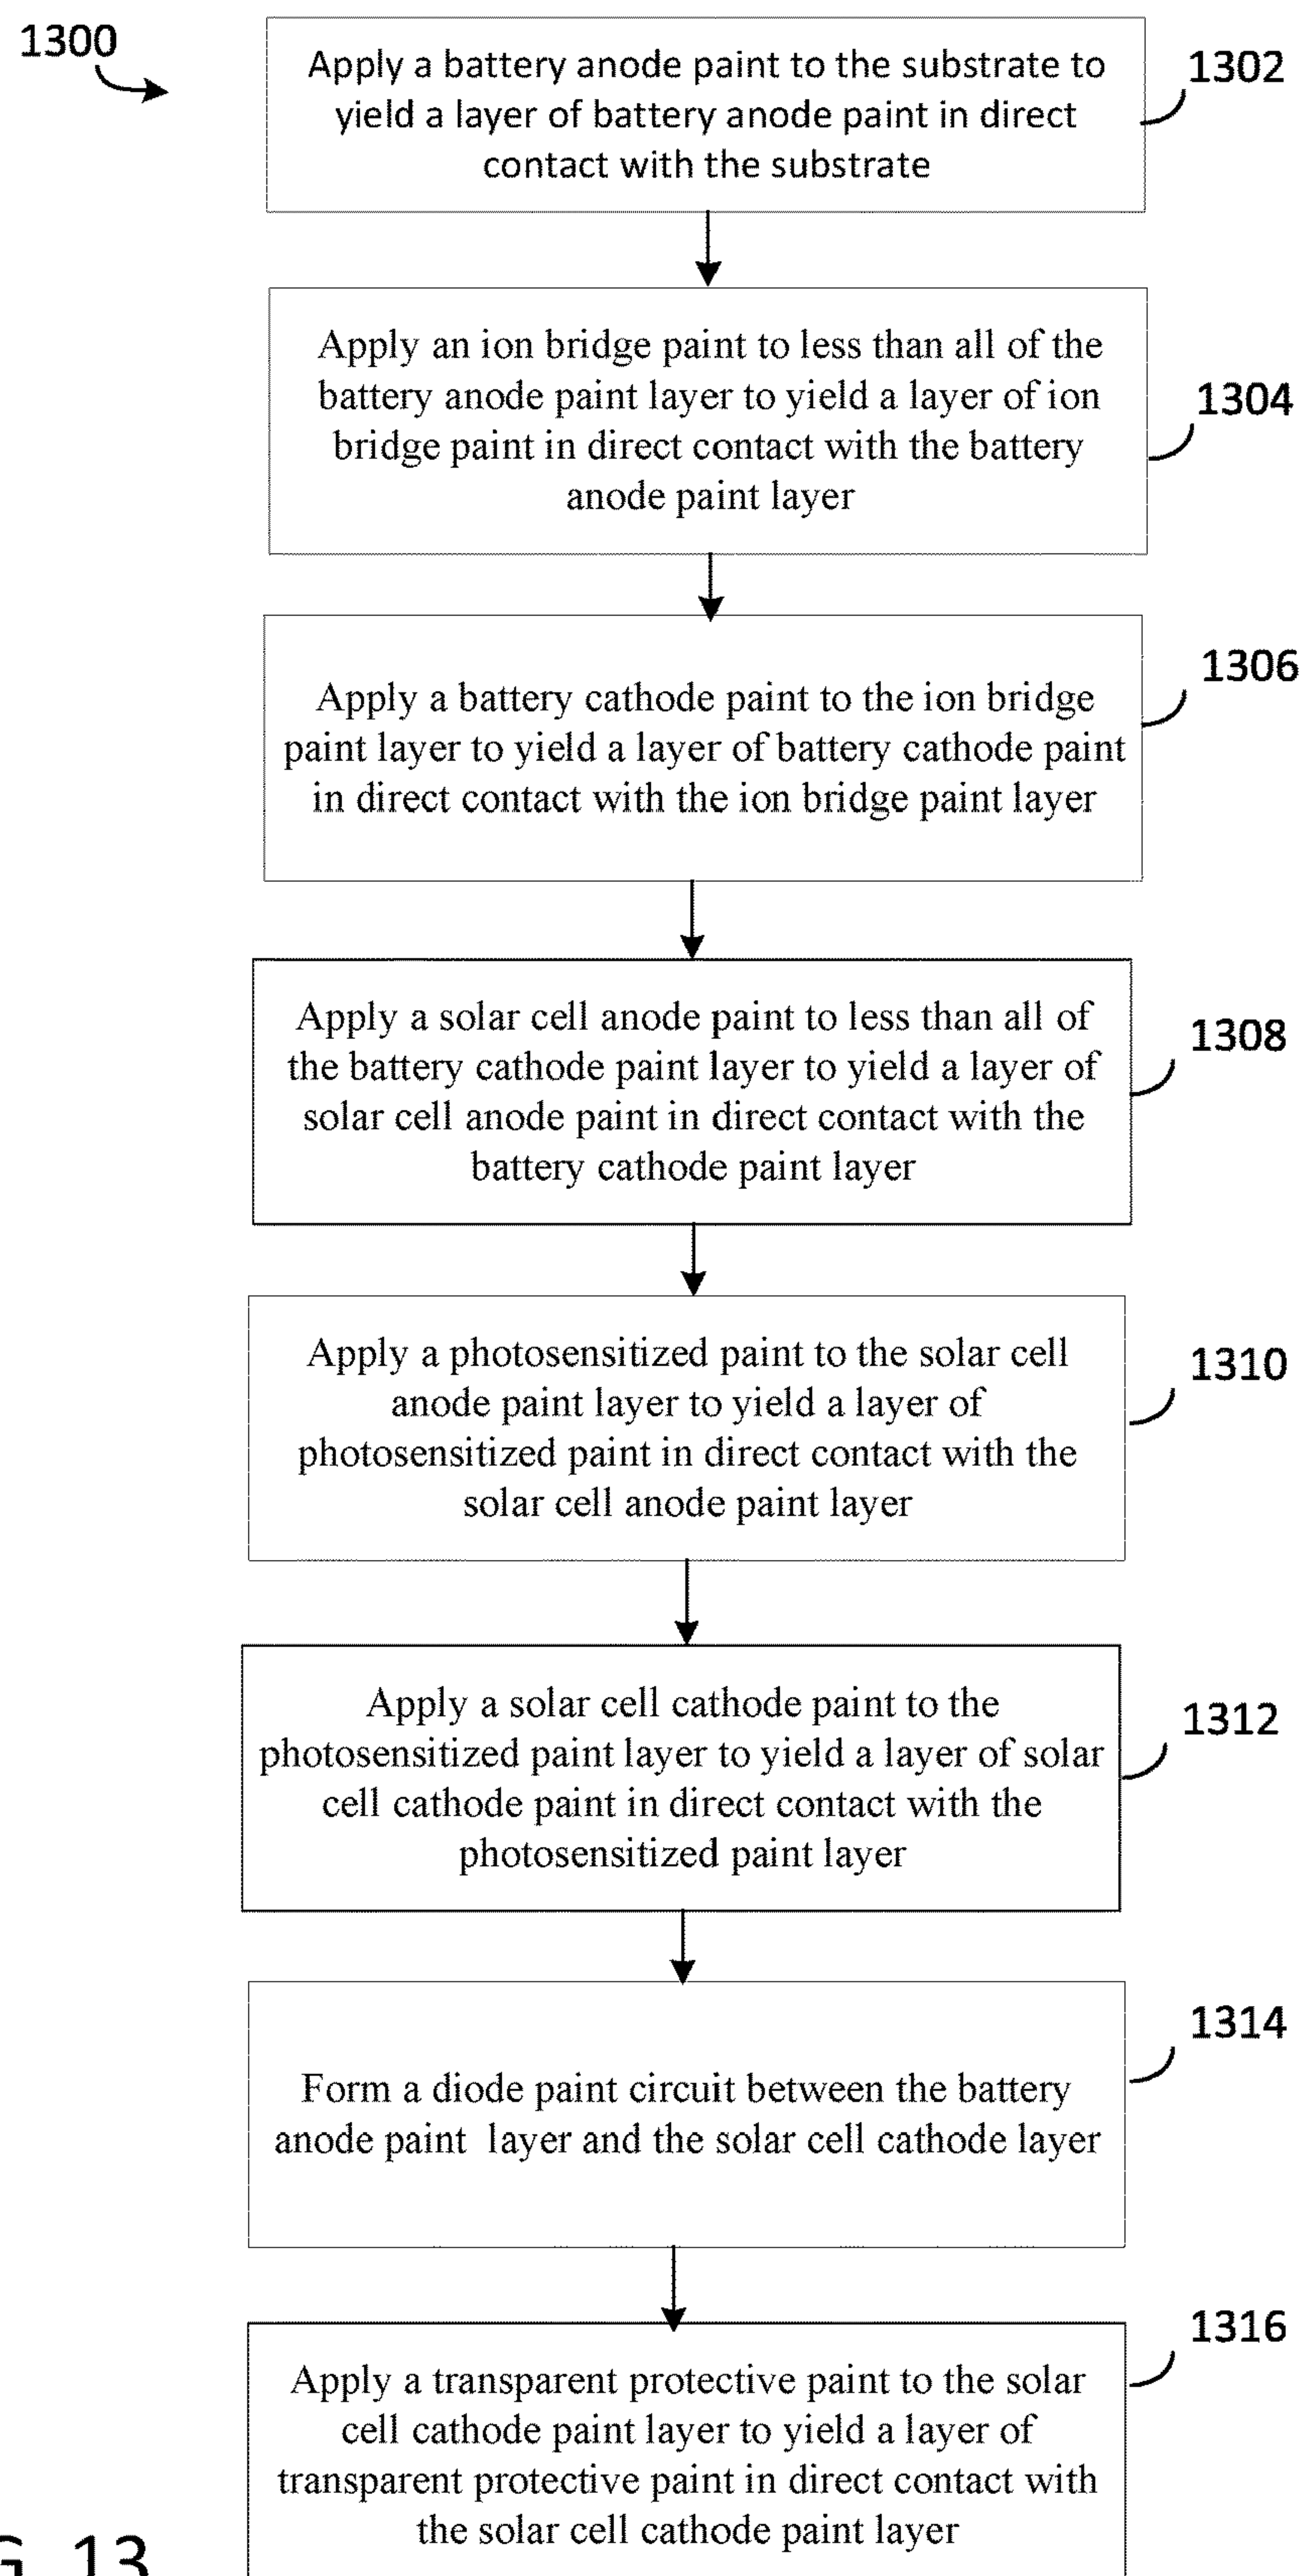 1300
Apply a battery anode paint to the substrate to
yield a layer of battery anode paint in direct
contact with the substrate
1302
Apply an ion bridge paint to less than all of the
battery anode paint layer to yield a layer of ion
bridge paint in direct contact with the battery
anode paint layer
1304
Apply a battery cathode paint to the ion bridge
paint layer to yield a layer of battery cathode paint
in direct contact with the ion bridge paint layer
1306
Apply a solar cell anode paint to less than all of
the battery cathode paint layer to yield a layer of
solar cell anode paint in direct contact with the
battery cathode paint layer
1308
Apply a photosensitized paint to the solar cell
anode paint layer to yield a layer of
photosensitized paint in direct contact with the
solar cell anode paint layer
1310
Apply a solar cell cathode paint to the
photosensitized paint layer to yield a layer of solar
cell cathode paint in direct contact with the
photosensitized paint layer
1312
Form a diode paint circuit between the battery
anode paint layer and the solar cell cathode layer
1314
Apply a transparent protective paint to the solar
cell cathode paint layer to yield a layer of
transparent protective paint in direct contact with
the solar cell cathode paint layer
1316
G. 13